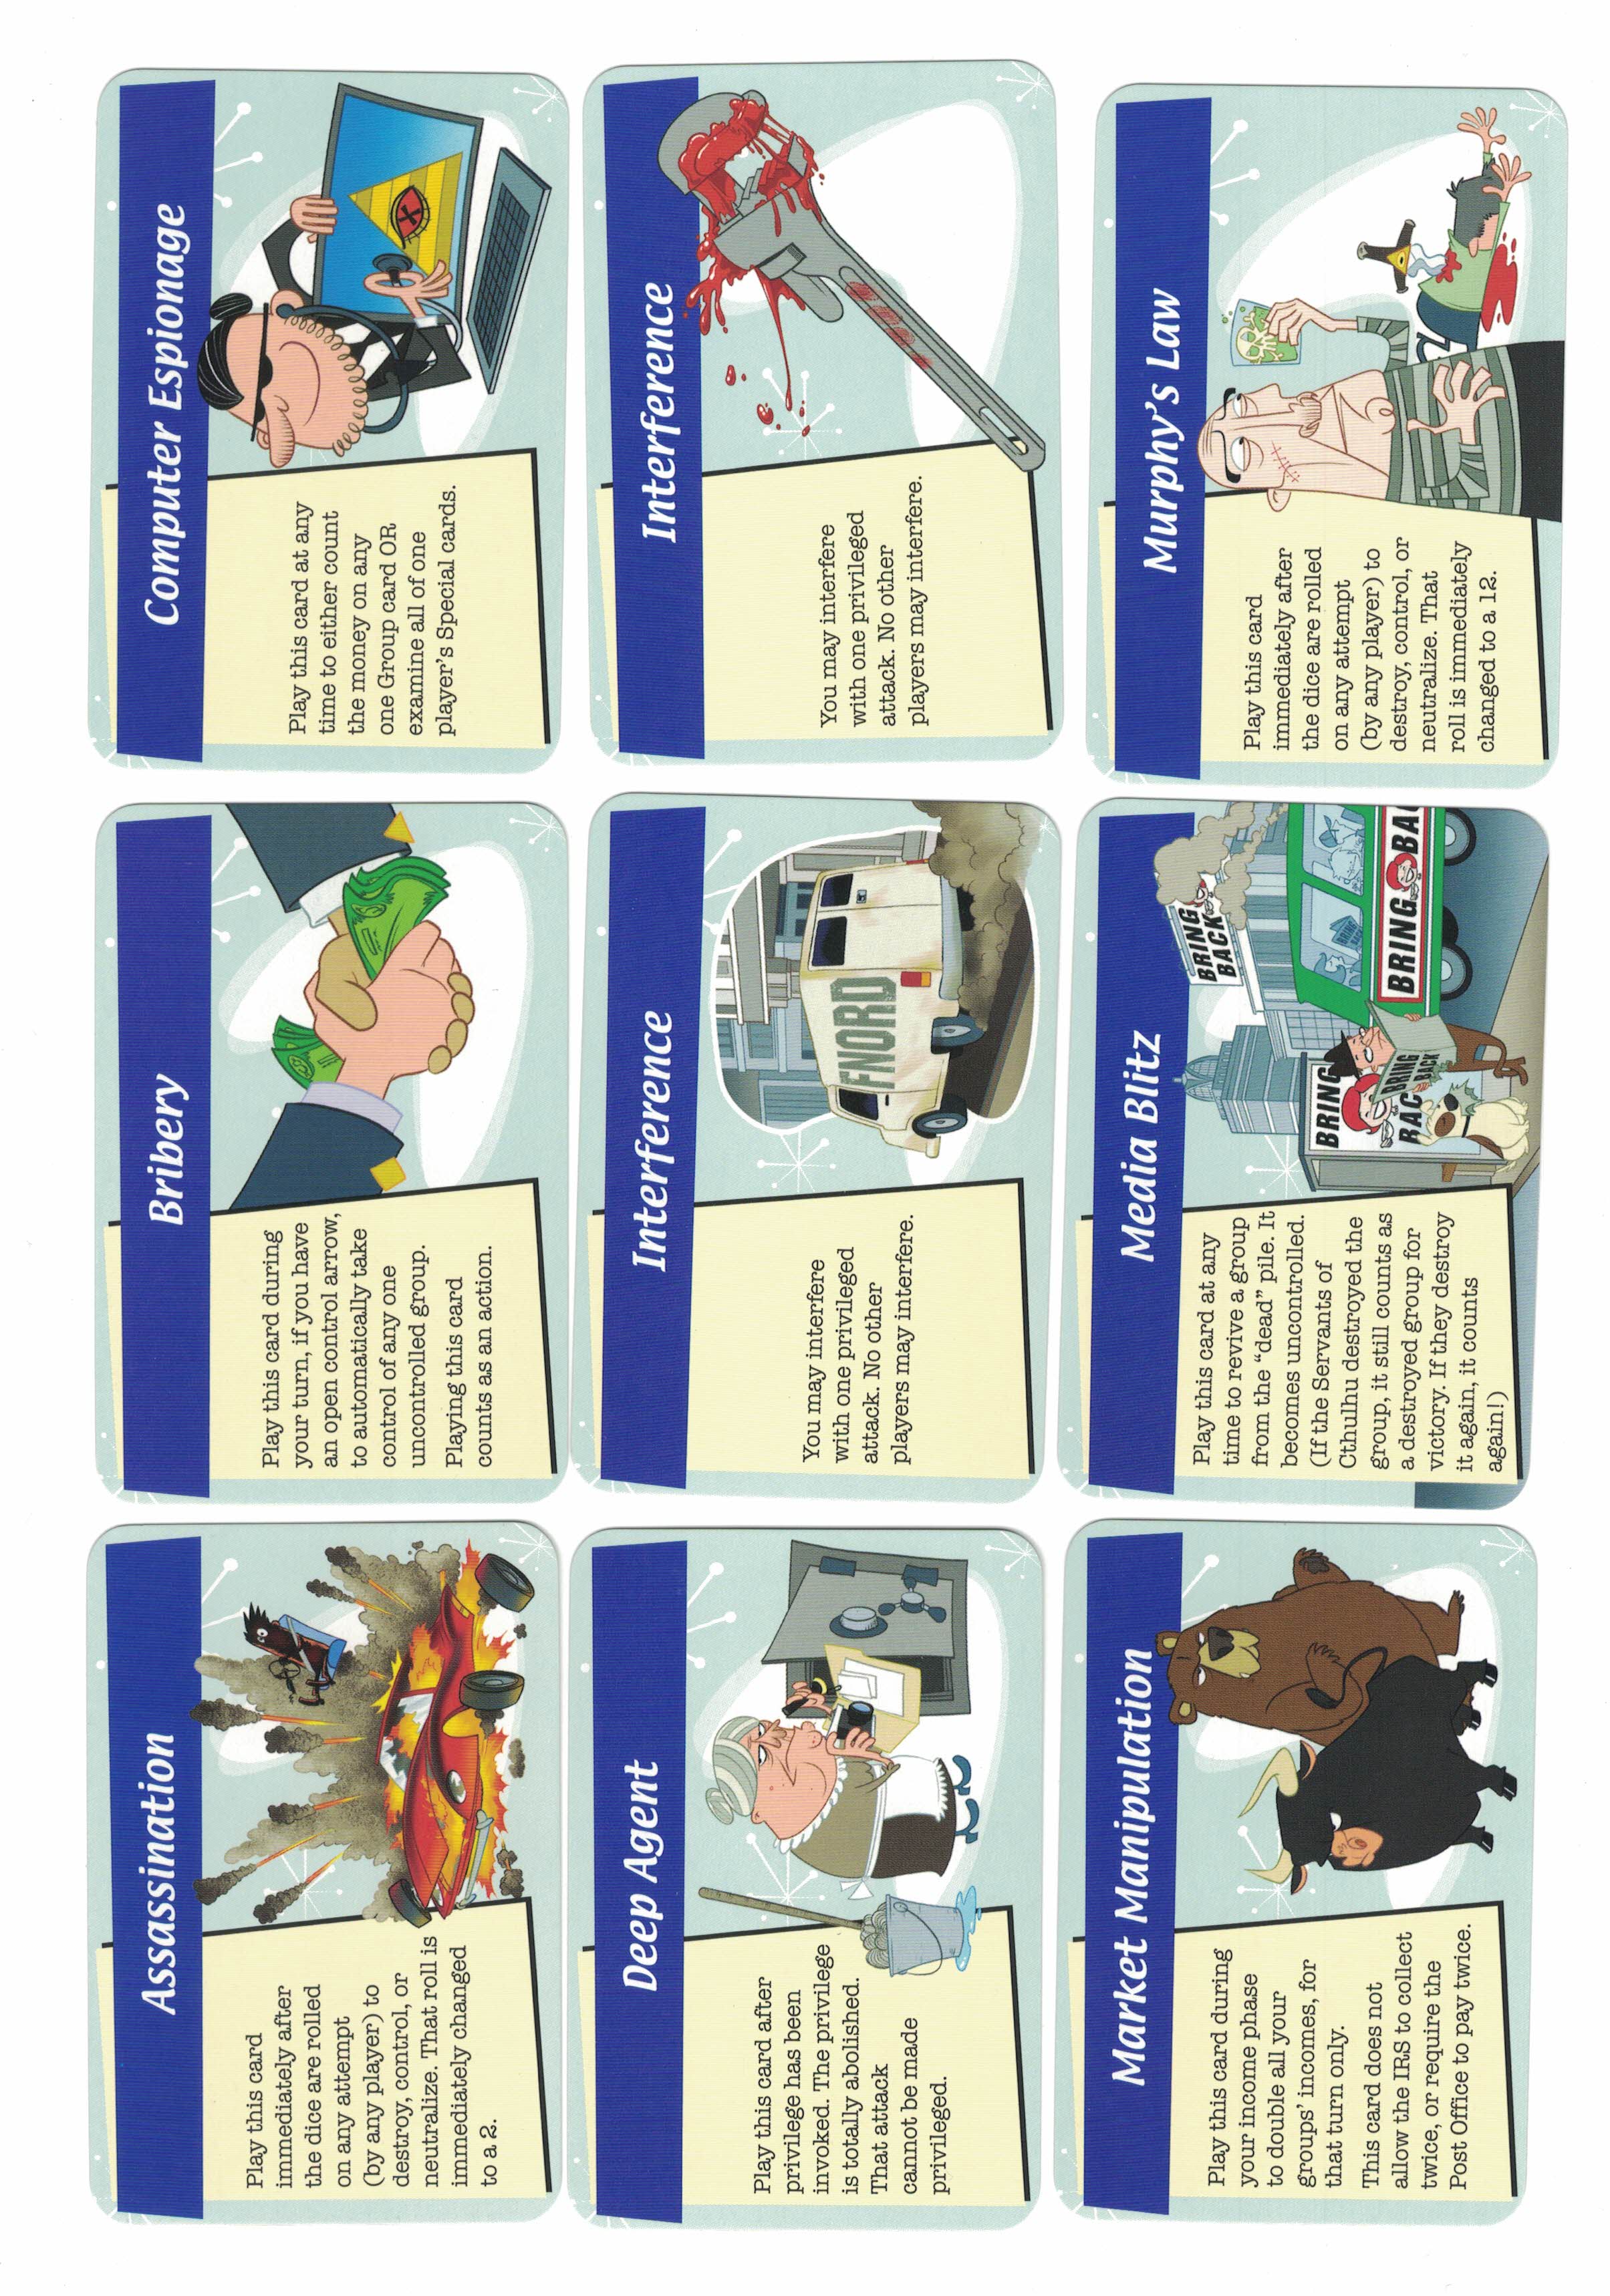 Assassination
Play this card
immediately after
the dice are rolled
on any attempt
(by any player) to
destroy, control, or
neutralize. That roll is
immediately changed
to a 2.
Bribery
Play this card during
your turn, if you have
an open control arrow,
to automatically take
control of any one
uncontrolled group.
Playing this card
counts as an action.
Computer Espionage
Play this card at any
time to either count
the money on any
one Group card OR
examine all of one
player's Special cards.
Deep Agent
Play this card after
privilege has been
invoked. The privilege
is totally abolished.
That attack
cannot be made
privileged.
Interference
You may interfere
with one privileged
attack. No other
players may interfere.
FNORD
Interference
You may interfere
with one privileged
attack. No other
players may interfere.
Market Manipulation
Play this card during
your income phase
to double all your
groups' incomes, for
that turn only.
This card does not
allow the IRS to collect
twice, or require the
Post Office to pay twice.
Media Blitz
Play this card at any
time to revive a group
from the “dead” pile. It
becomes uncontrolled.
(If the Servants of
Cthulhu destroyed the
group, it still counts as
a destroyed group for
victory. If they destroy
it again, it counts
again!)
BRING
BACK
BRING
BAC
BRING
BACK
BRING BA
Murphy's Law
Play this card
immediately after
the dice are rolled
on any attempt
(by any player) to
destroy, control, or
neutralize. That
roll is immediately
changed to a 12.